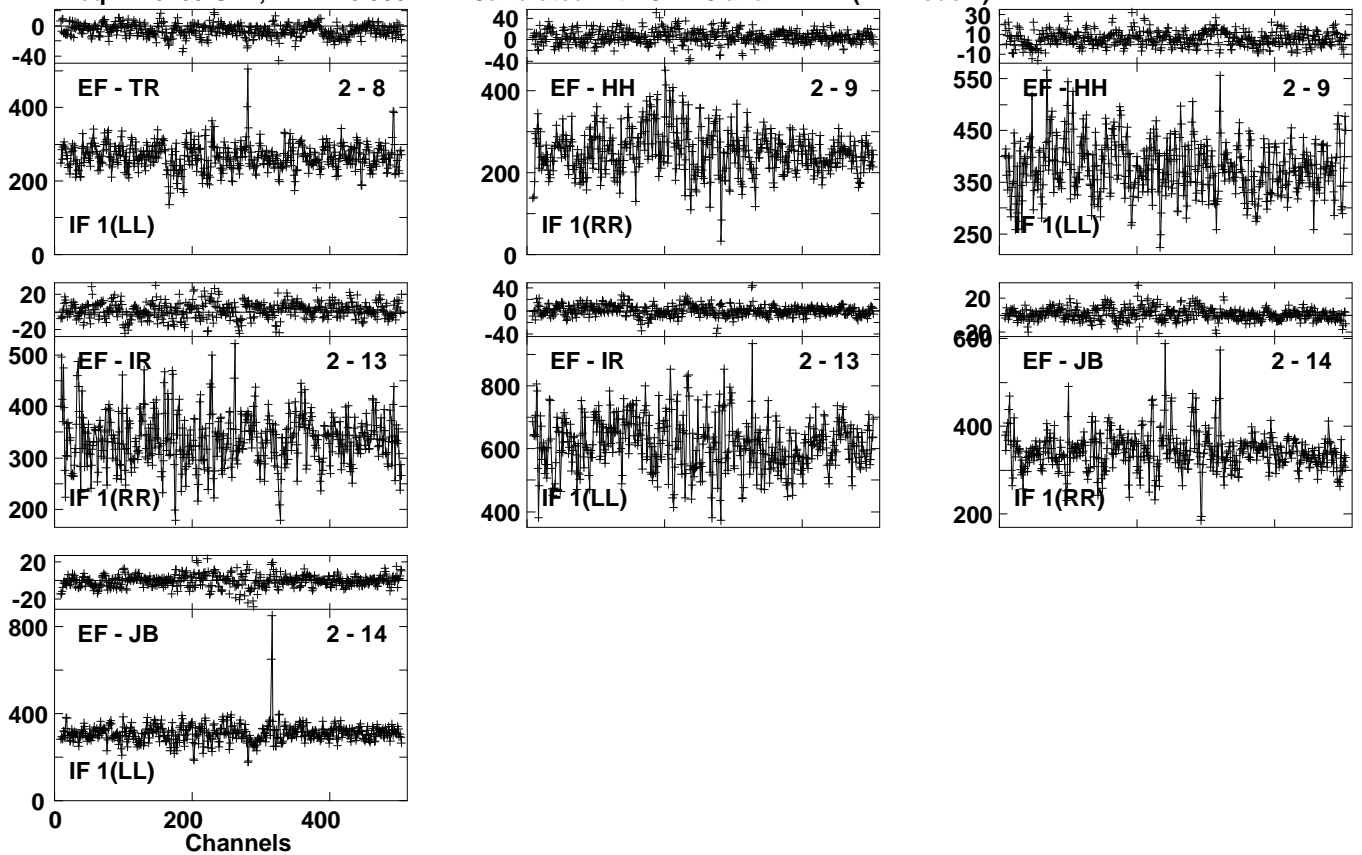 0
-40
EF - TR 2 - 8
400
200
0
IF 1(LL)
40
0
-40
EF - HH 2 - 9
400
200
0
IF 1(RR)
30
10
-10
EF - HH 2 - 9
550
450
350
250
IF 1(LL)
20
-20
EF - IR 2 - 13
500
400
300
200
IF 1(RR)
40
0
-40
EF - IR 2 - 13
800
600
400
IF 1(LL)
20
-20
600
EF - JB 2 - 14
400
200
IF 1(RR)
20
-20
EF - JB 2 - 14
800
400
0
IF 1(LL)
0 200 400
Channels